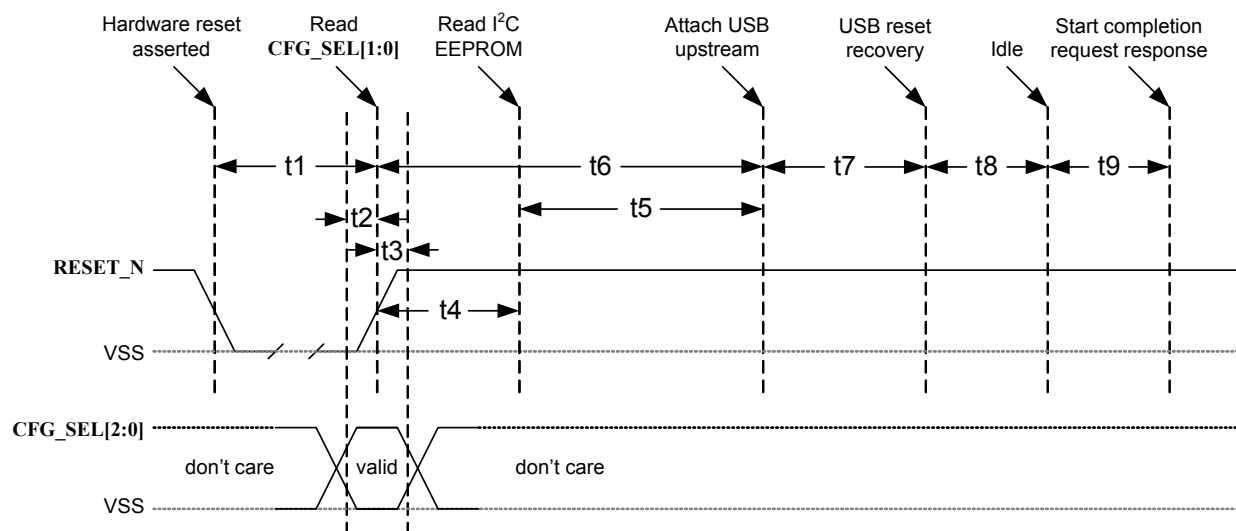 Hardware reset
asserted
Read
CFG_SEL[1:0]
Read I²C
EEPROM
Attach USB
upstream
USB reset
recovery
Idle
Start completion
request response
t1
t6
t7
t8
t9
t2
t5
t3
RESET_N
t4
VSS
CFG_SEL[2:0]
don't care
valid
don't care
VSS